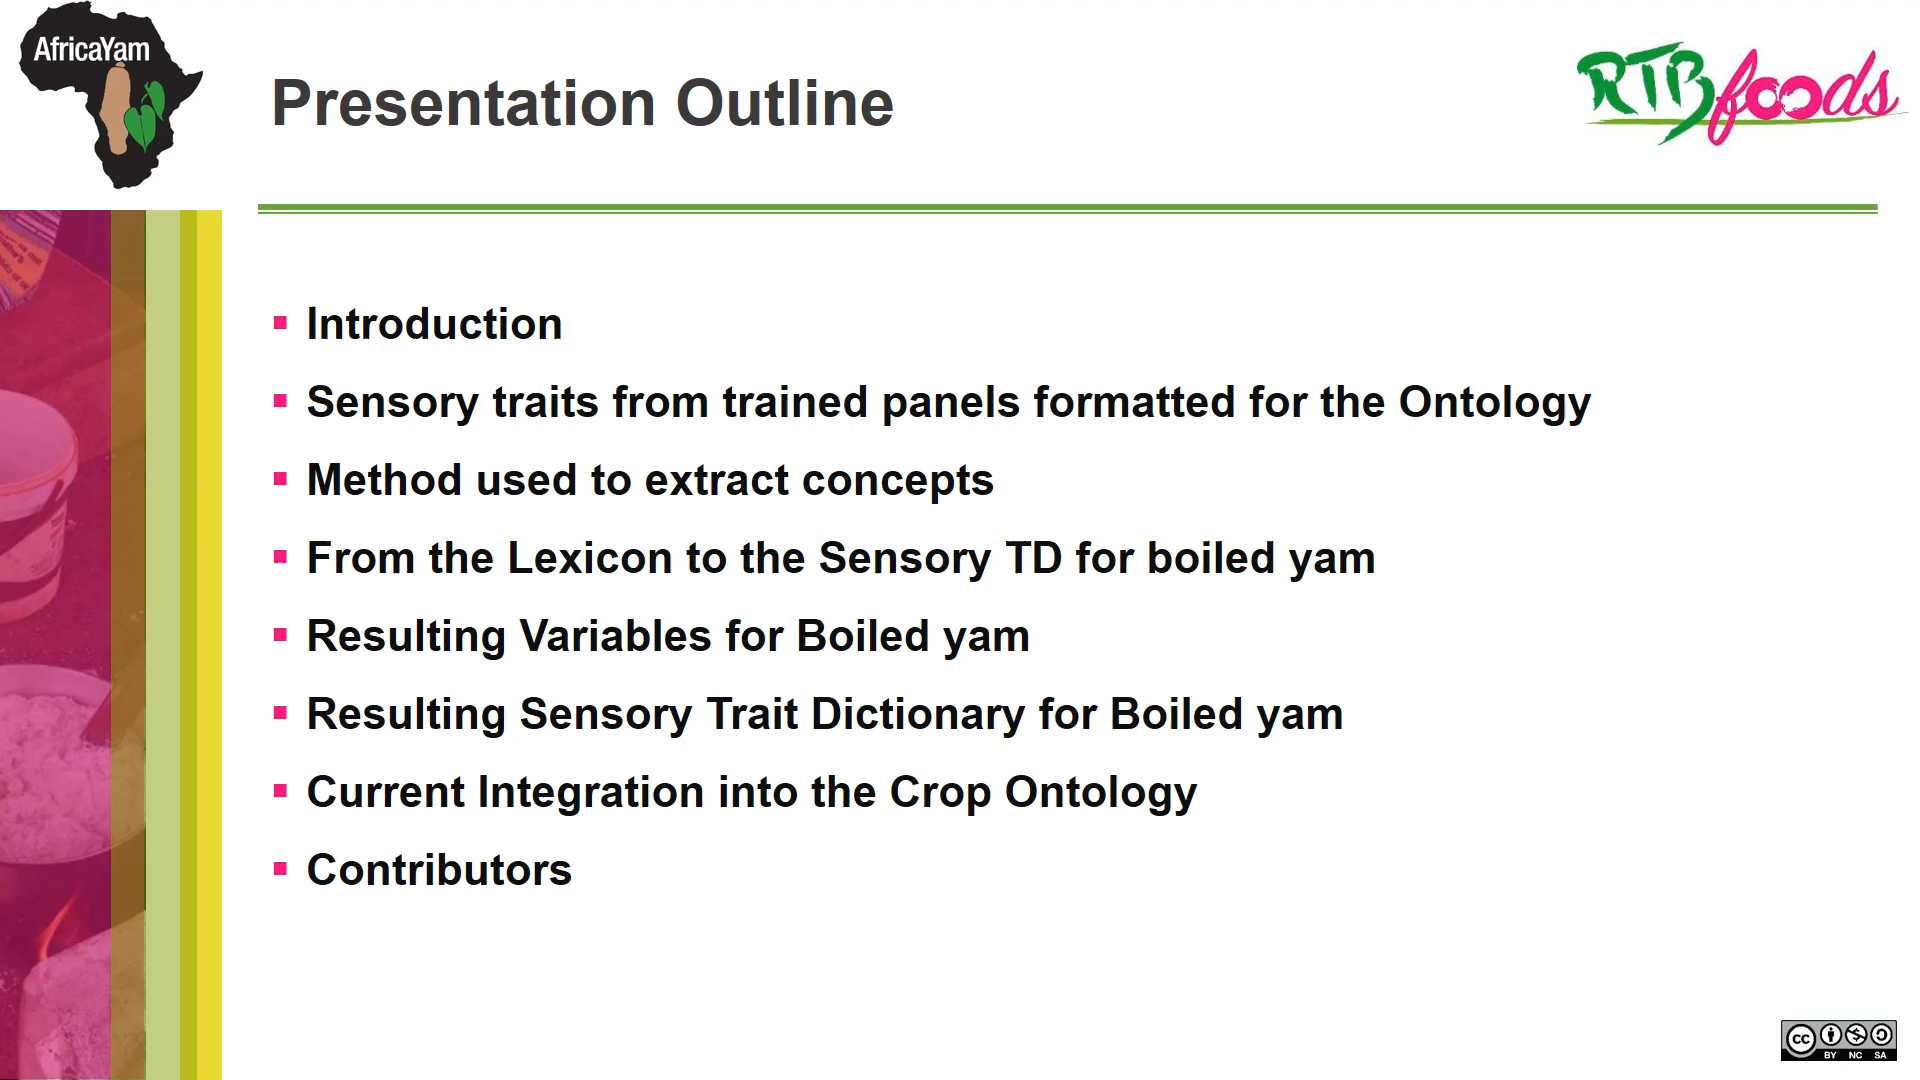 AfricaYam
Presentation Outline
RTBfoods
Introduction
Sensory traits from trained panels formatted for the Ontology
Method used to extract concepts
From the Lexicon to the Sensory TD for boiled yam
Resulting Variables for Boiled yam
Resulting Sensory Trait Dictionary for Boiled yam
Current Integration into the Crop Ontology
Contributors
cc
BY NC SA